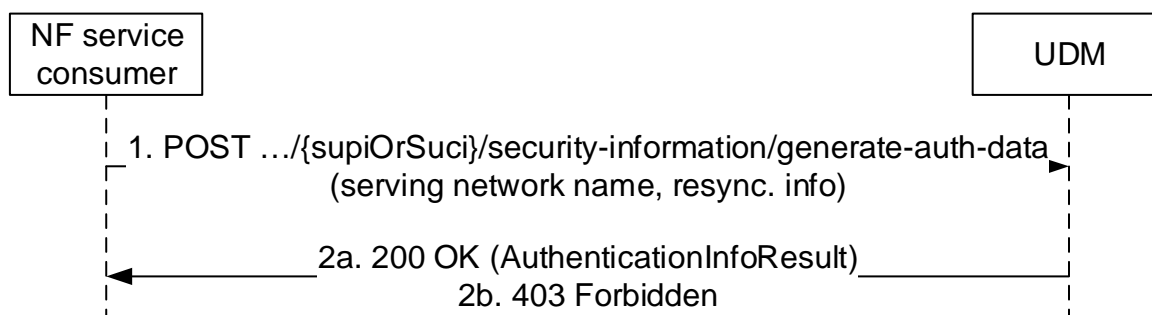 NF service
consumer
UDM
1. POST …/{supiOrSuci}/security-information/generate-auth-data
(serving network name, resync. info)
2a. 200 OK (AuthenticationInfoResult)
2b. 403 Forbidden